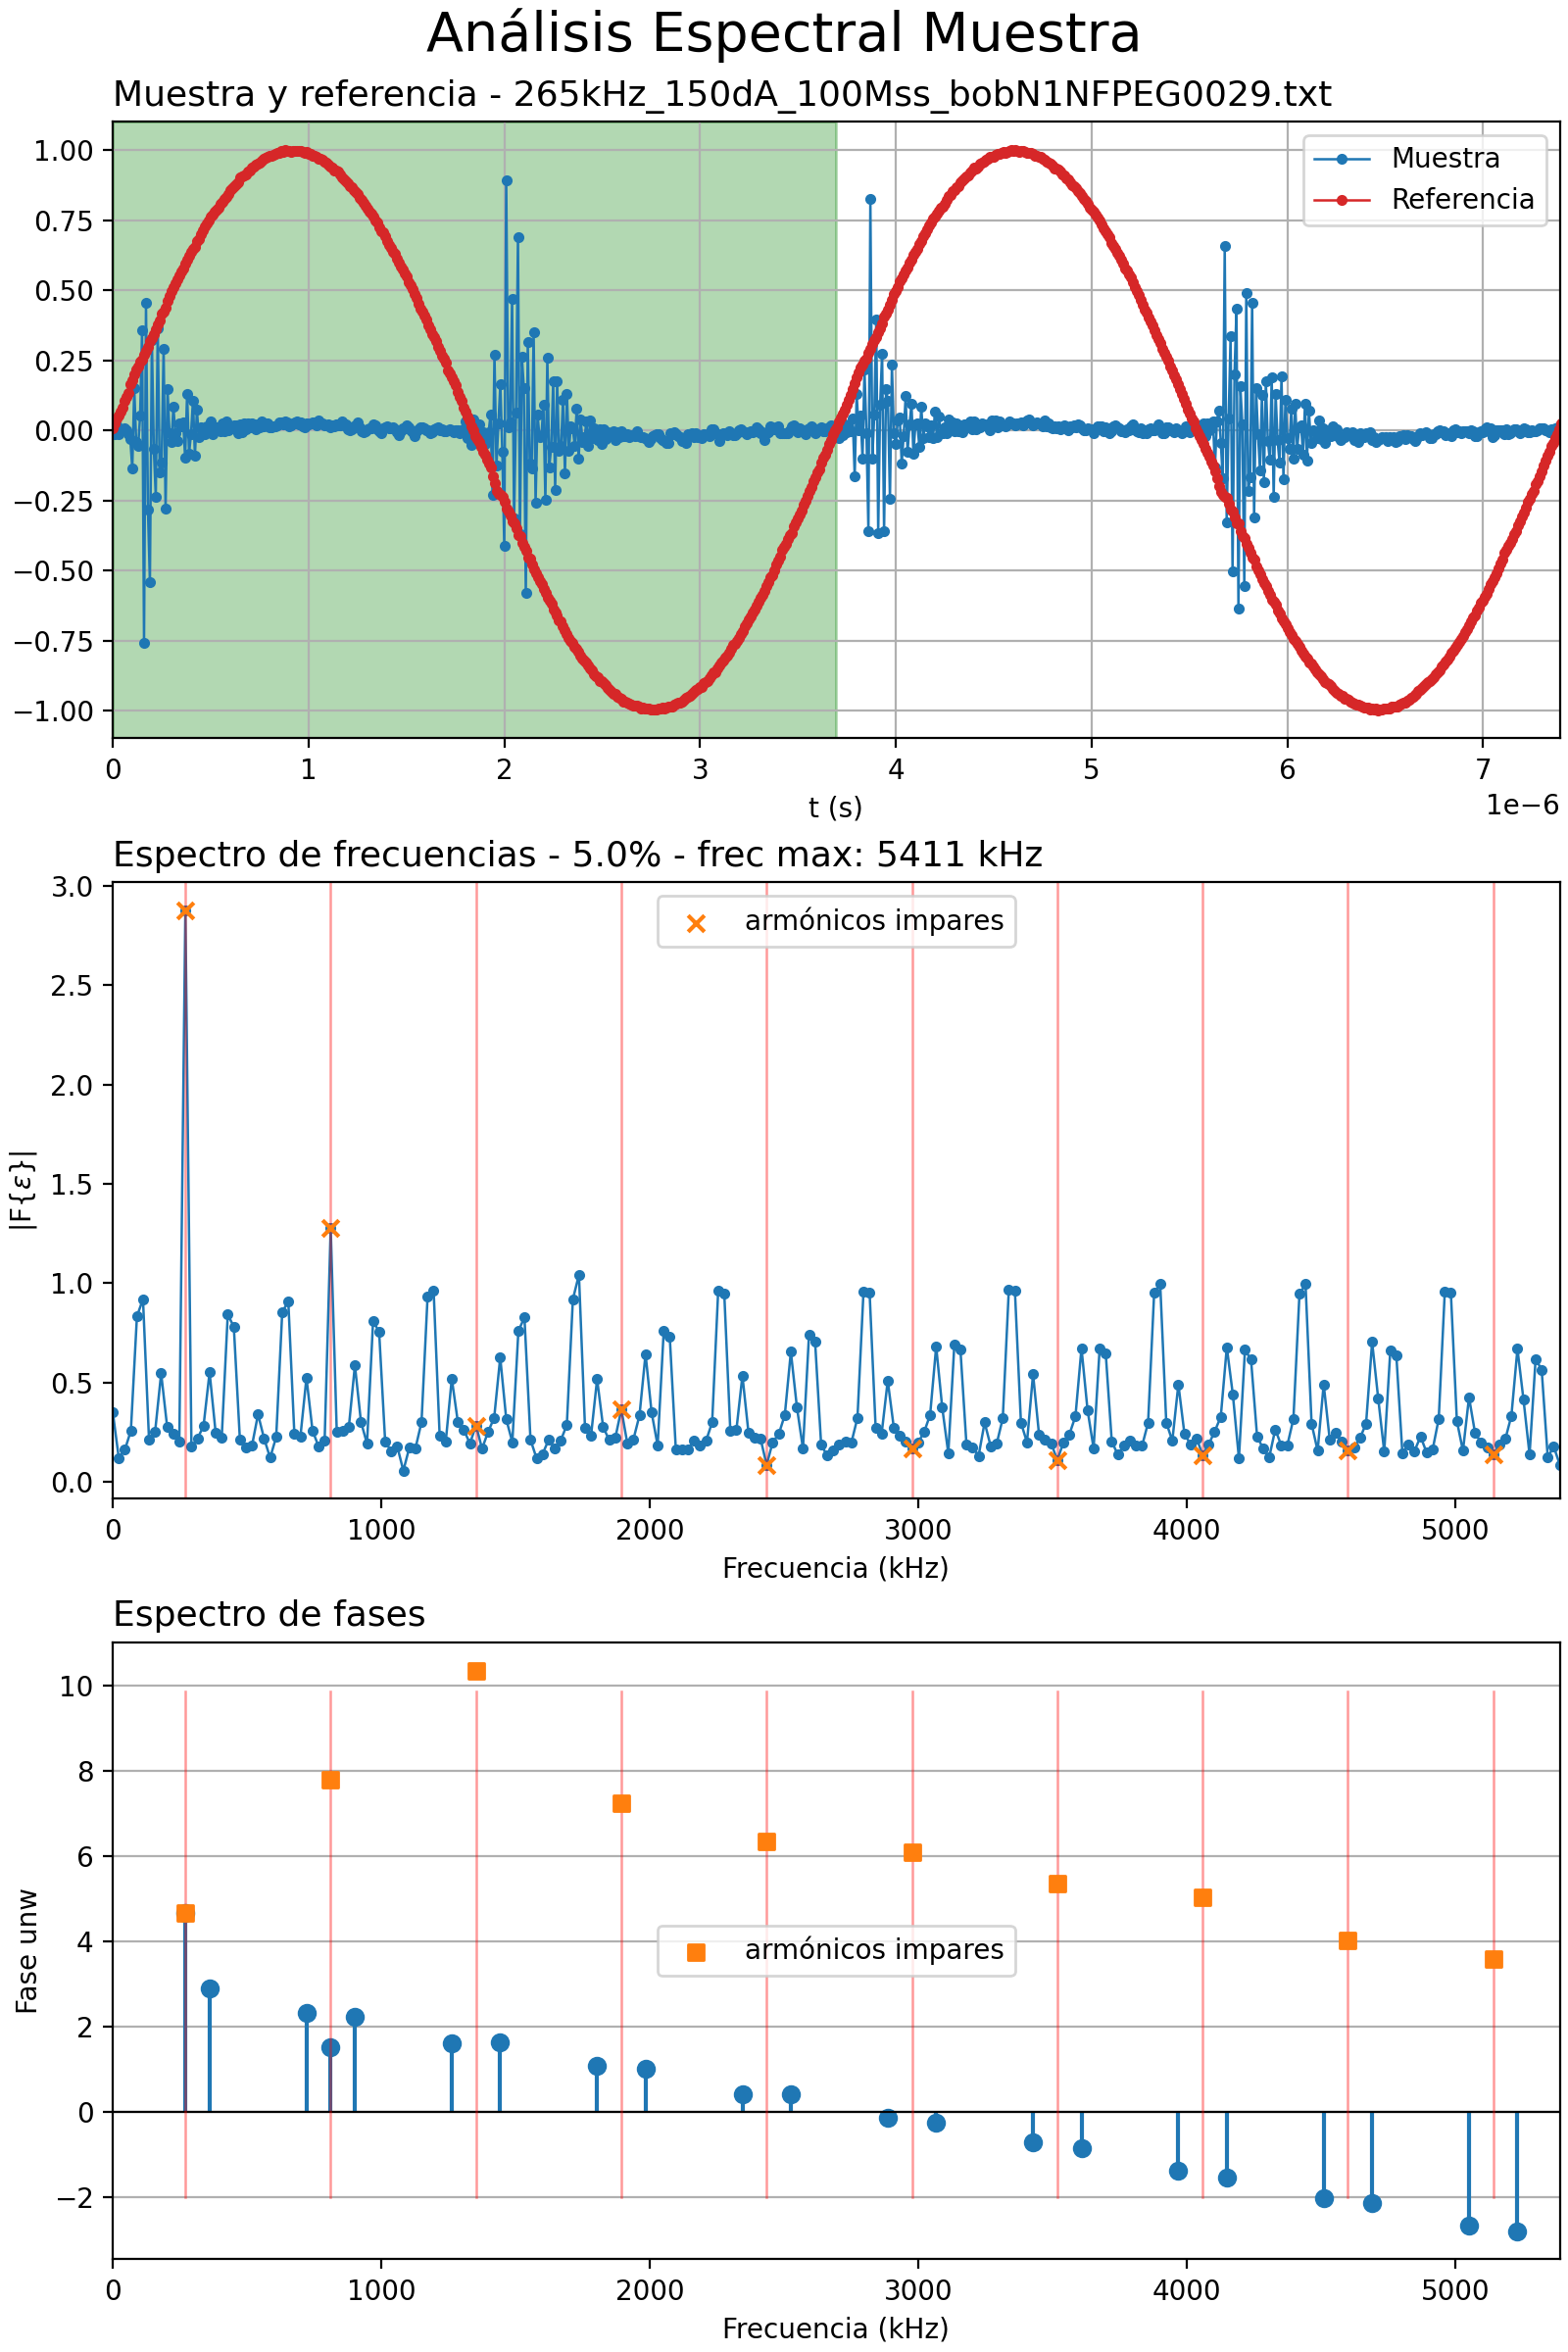 Análisis Espectral Muestra
Muestra y referencia - 265kHz_150dA_100Mss_bobN1NFPEG0029.txt
Muestra
Referencia
1.00
0.75
0.50
0.25
0.00
−0.25
−0.50
−0.75
−1.00
0 1 2 3 4 5 6 7
1e−6
t (s)
Espectro de frecuencias - 5.0% - frec max: 5411 kHz
armónicos impares
3.0
2.5
2.0
1.5
1.0
0.5
0.0
|F{ε}|
0 1000 2000 3000 4000 5000
Frecuencia (kHz)
Espectro de fases
10
8
6
4
2
0
−2
Fase unw
armónicos impares
0 1000 2000 3000 4000 5000
Frecuencia (kHz)